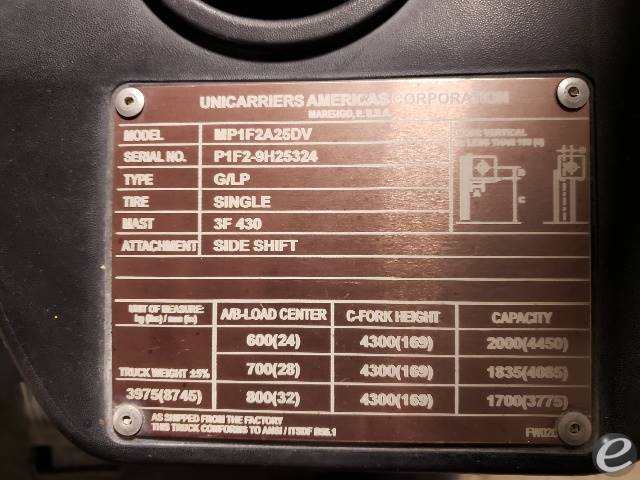 UNICARRIERS AMERICAS CORPORATION
MARENGO, IL U.S.A.
MODEL MP1F2A25DV
SERIAL NO. P1F2-9H25324
TYPE G/LP
TIRE SINGLE
MAST 3F 430
ATTACHMENT SIDE SHIFT
VERTICAL
LESS THAN
A
B
C
UNIT OF MEASURE: A/B-LOAD CENTER C-FORK HEIGHT CAPACITY
kg (lbs) / mm (in)
600(24) 4300(169) 2000(4450)
TRUCK WEIGHT ±5% 700(28) 4300(169) 1835(4085)
3975(8745) 800(32) 4300(169) 1700(3775)
AS SHIPPED FROM THE FACTORY
THIS TRUCK CONFORMS TO ANSI / ITSDF B56.1
e